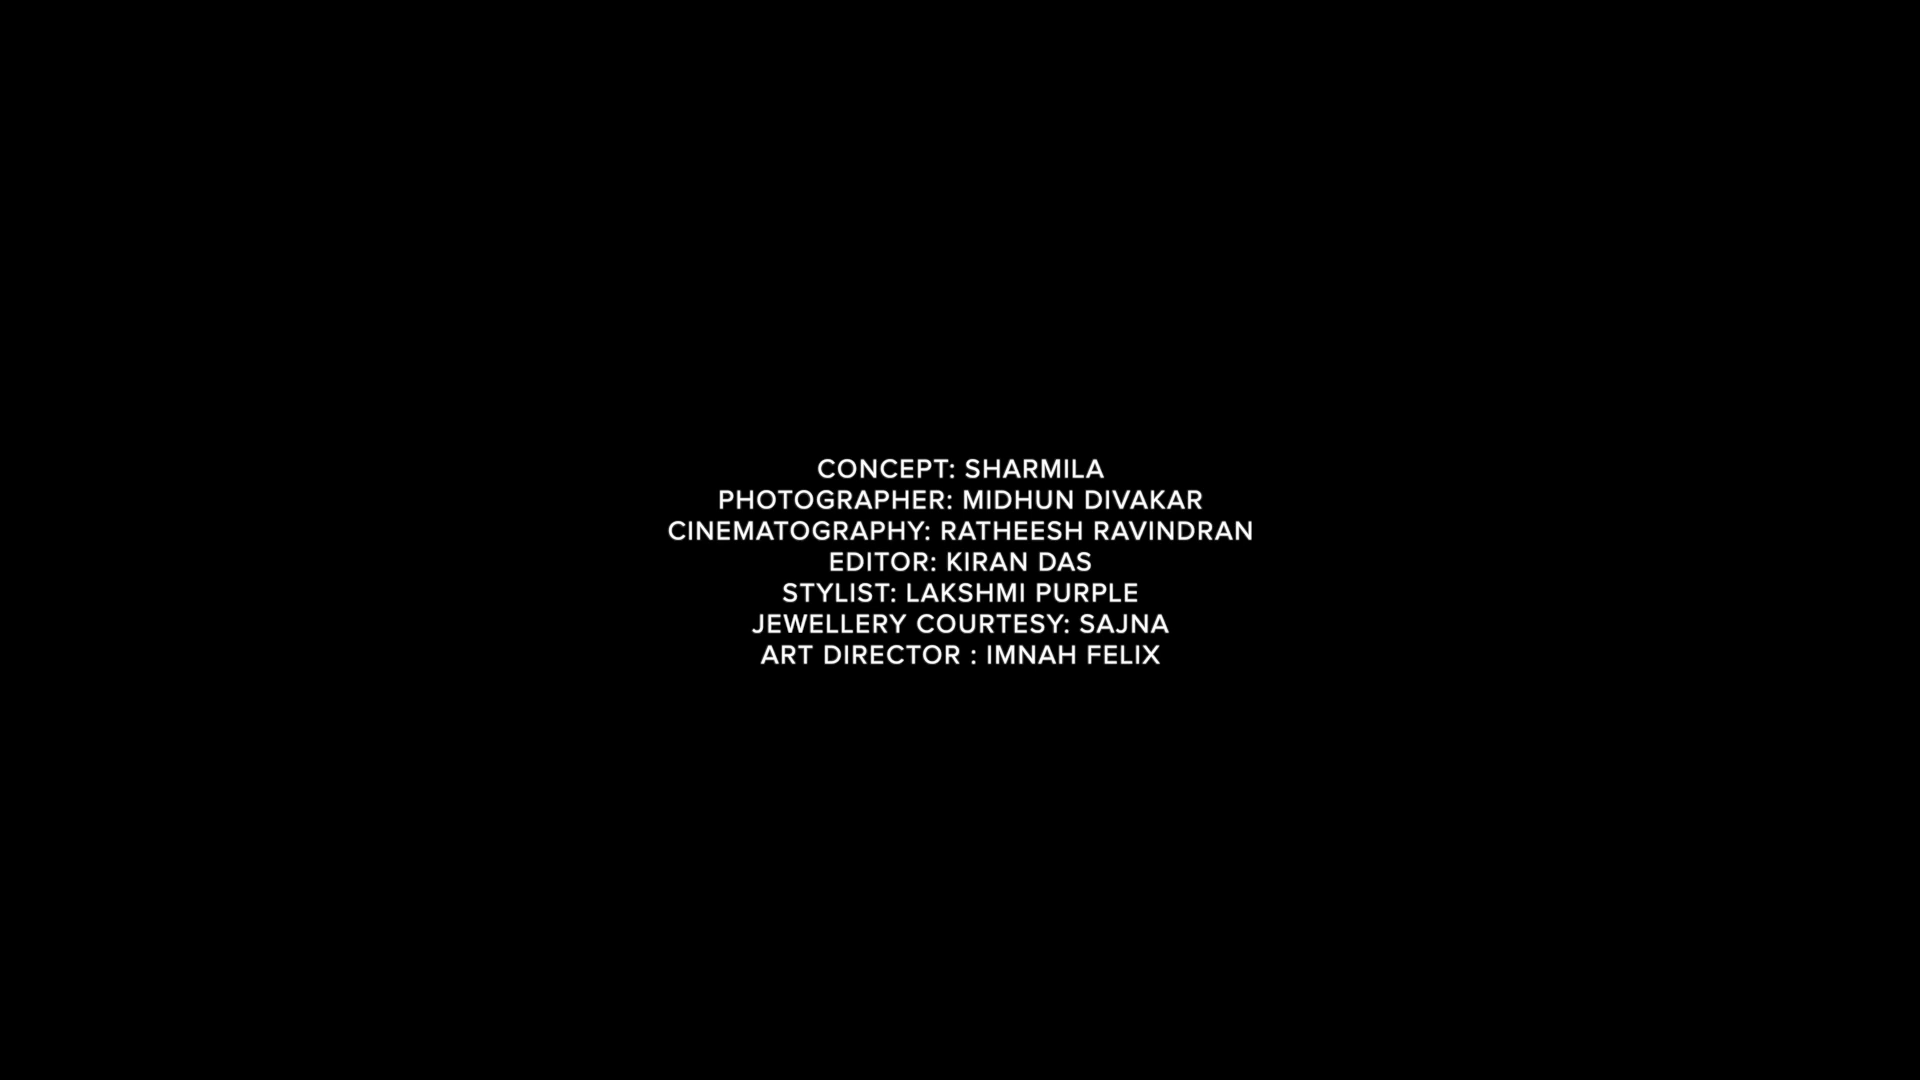 CONCEPT: SHARMILA
PHOTOGRAPHER: MIDHUN DIVAKAR
CINEMATOGRAPHY: RATHEESH RAVINDRAN
EDITOR: KIRAN DAS
STYLIST: LAKSHMI PURPLE
JEWELLERY COURTESY: SAJNA
ART DIRECTOR : IMNAH FELIX